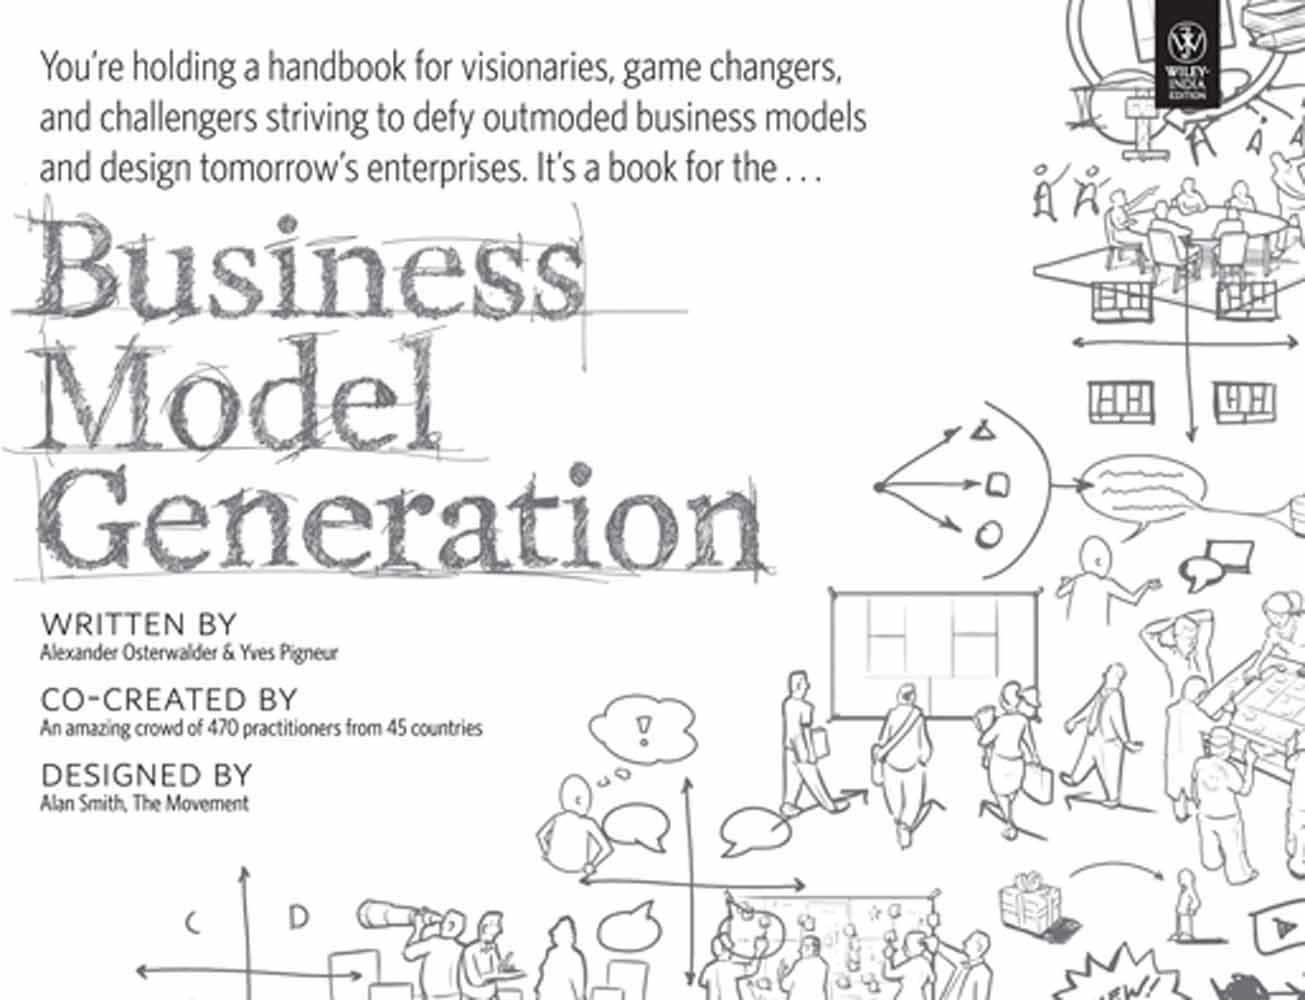 You're holding a handbook for visionaries, game changers,
and challengers striving to defy outmoded business models
and design tomorrow's enterprises. It's a book for the ...
WILEY-
INDIA
EDITION
Business
Model
Generation
WRITTEN BY
Alexander Osterwalder & Yves Pigneur
CO-CREATED BY
An amazing crowd of 470 practitioners from 45 countries
DESIGNED BY
Alan Smith, The Movement
!
C D